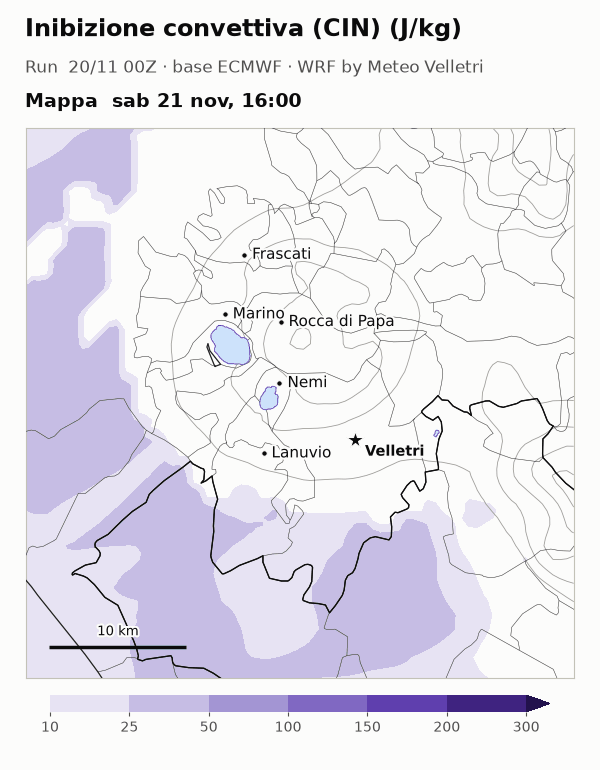 Inibizione convettiva (CIN) (J/kg)
Run  20/11 00Z · base ECMWF · WRF by Meteo Velletri
Mappa  sab 21 nov, 16:00
Frascati
Marino
Rocca di Papa
Nemi
Velletri
Lanuvio
10 km
10 25 50 100 150 200 300